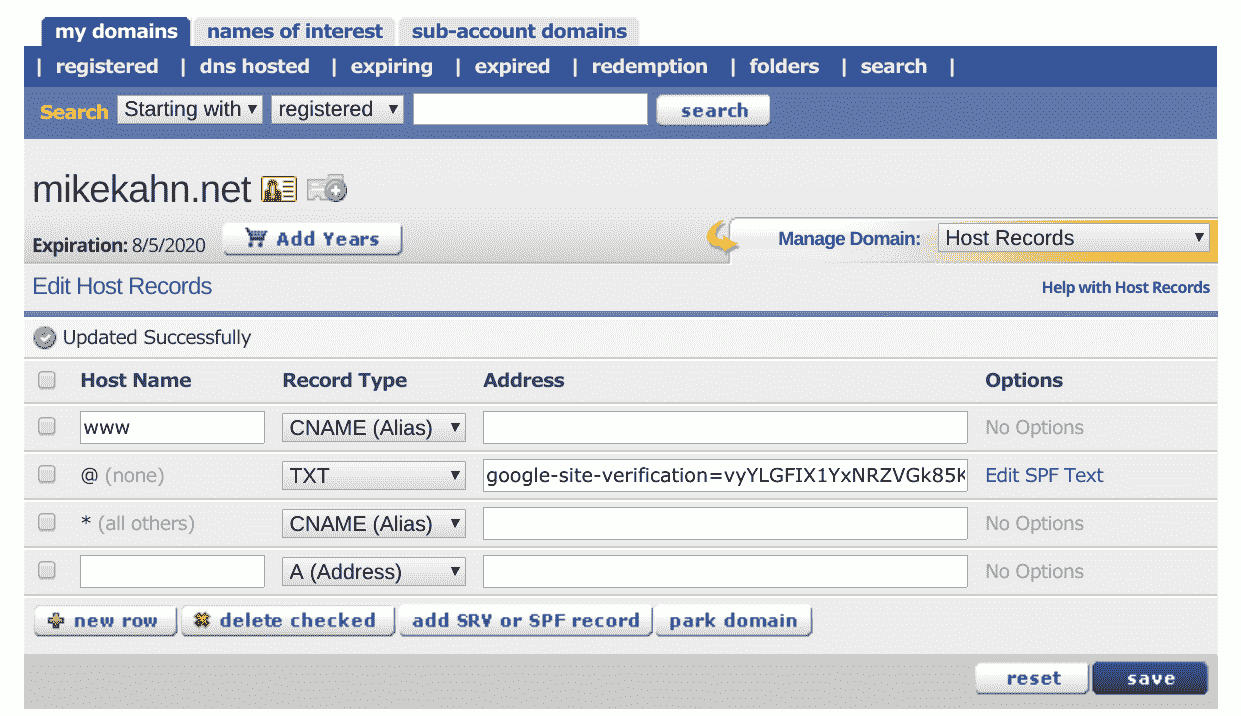 my domains names of interest sub-account domains
| registered | dns hosted | expiring | expired | redemption | folders | search |
Search Starting with registered search
mikekahn.net
Expiration: 8/5/2020 Add Years Manage Domain: Host Records
Edit Host Records Help with Host Records
Updated Successfully
Host Name Record Type Address Options
www CNAME (Alias) No Options
@ (none) TXT google-site-verification=vyYLGFIX1YxNRZVGk85K Edit SPF Text
* (all others) CNAME (Alias) No Options
A (Address) No Options
new row delete checked add SRV or SPF record park domain
reset save